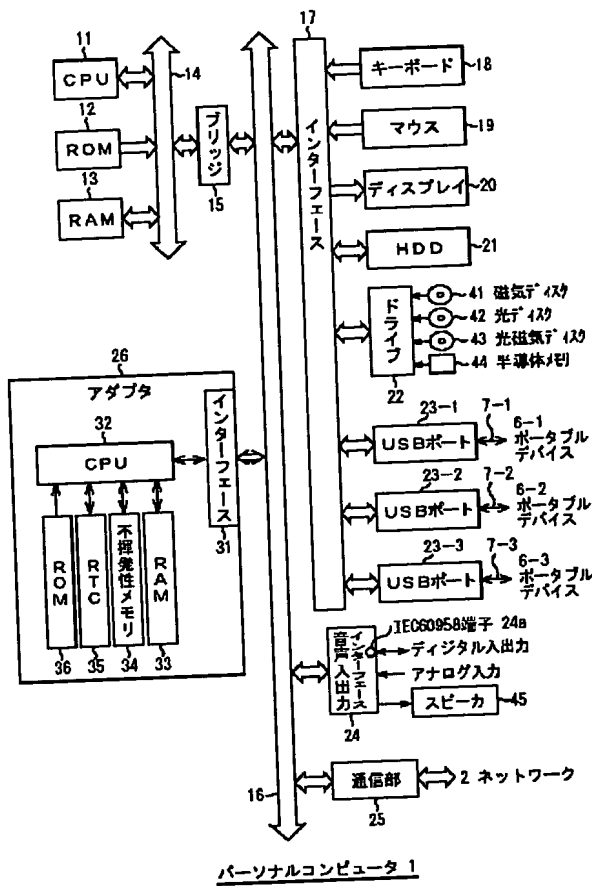 11
CPU
12
ROM
13
RAM
14
ブリッジ
15
17
インターフェース
キーボード 18
マウス 19
ディスプレイ 20
HDD 21
ドライブ
22
41 磁気ディスク
42 光ディスク
43 光磁気ディスク
44 半導体メモリ
23-1
USBポート
7-1
6-1
ポータブル
デバイス
23-2
USBポート
7-2
6-2
ポータブル
デバイス
23-3
USBポート
7-3
6-3
ポータブル
デバイス
26
アダプタ
32
CPU
インターフェース
31
ROM
RTC
不揮発性メモリ
RAM
36
35
34
33
IEC60958端子 24a
音声入出力
インターフェース
24
ディジタル入出力
アナログ入力
スピーカ 45
16
通信部
25
2 ネットワーク
パーソナルコンピュータ 1